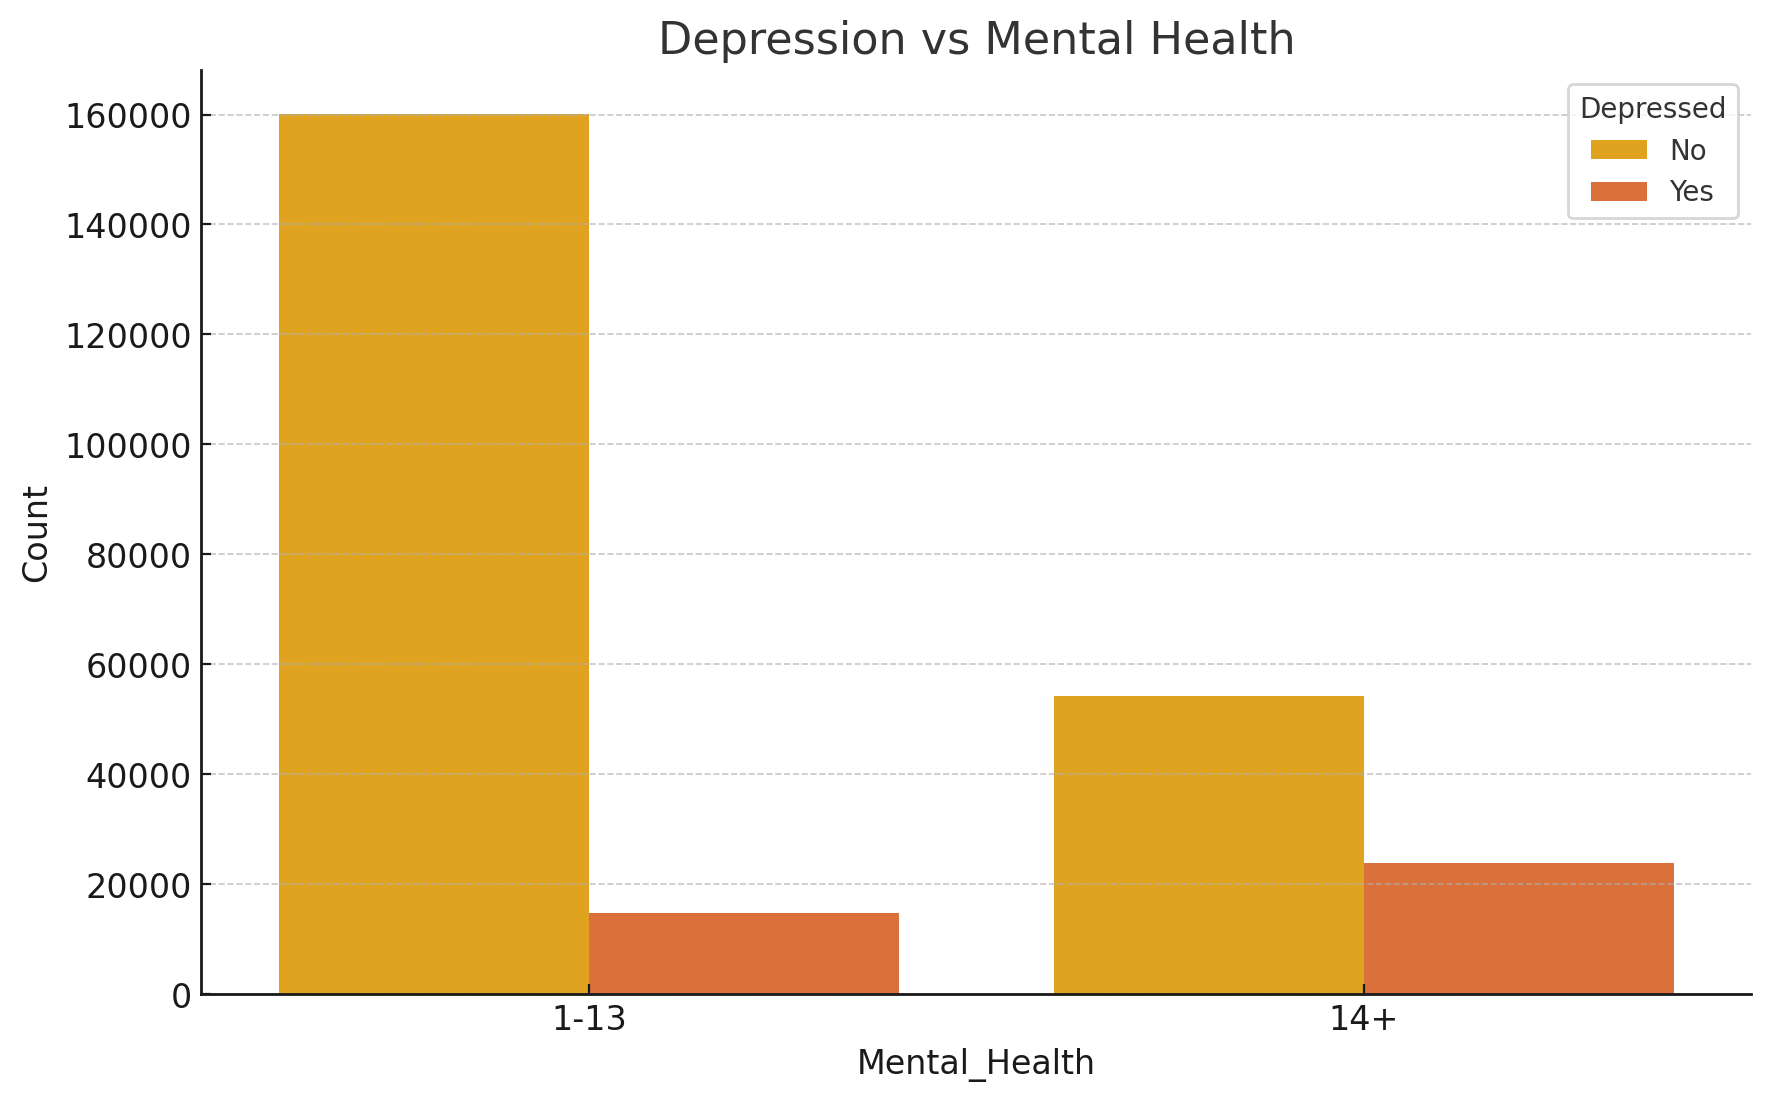 Depression vs Mental Health
160000
140000
120000
100000
80000
60000
40000
20000
0
Count
Depressed
No
Yes
1-13
14+
Mental_Health